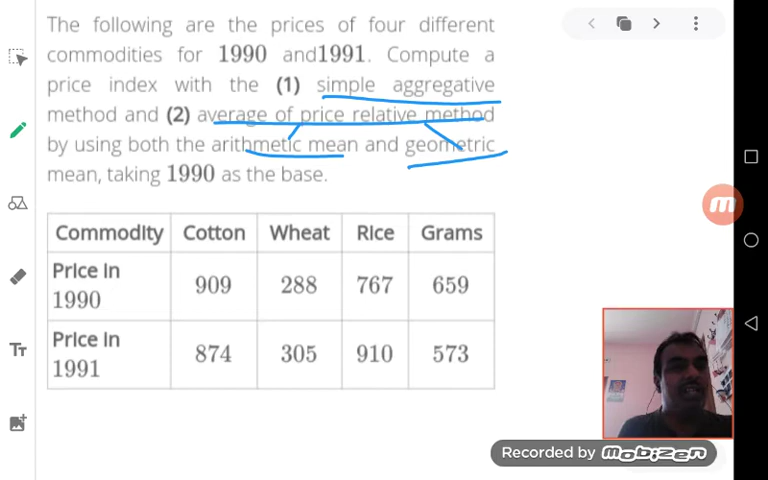 The following are the prices of four different
commodities for 1990 and1991. Compute a
price index with the (1) simple aggregative
method and (2) average of price relative method
by using both the arithmetic mean and geometric
mean, taking 1990 as the base.
Commodity Cotton Wheat Rice Grams
Price in 1990 909 288 767 659
Price in 1991 874 305 910 573
TT
m
Recorded by mobizen